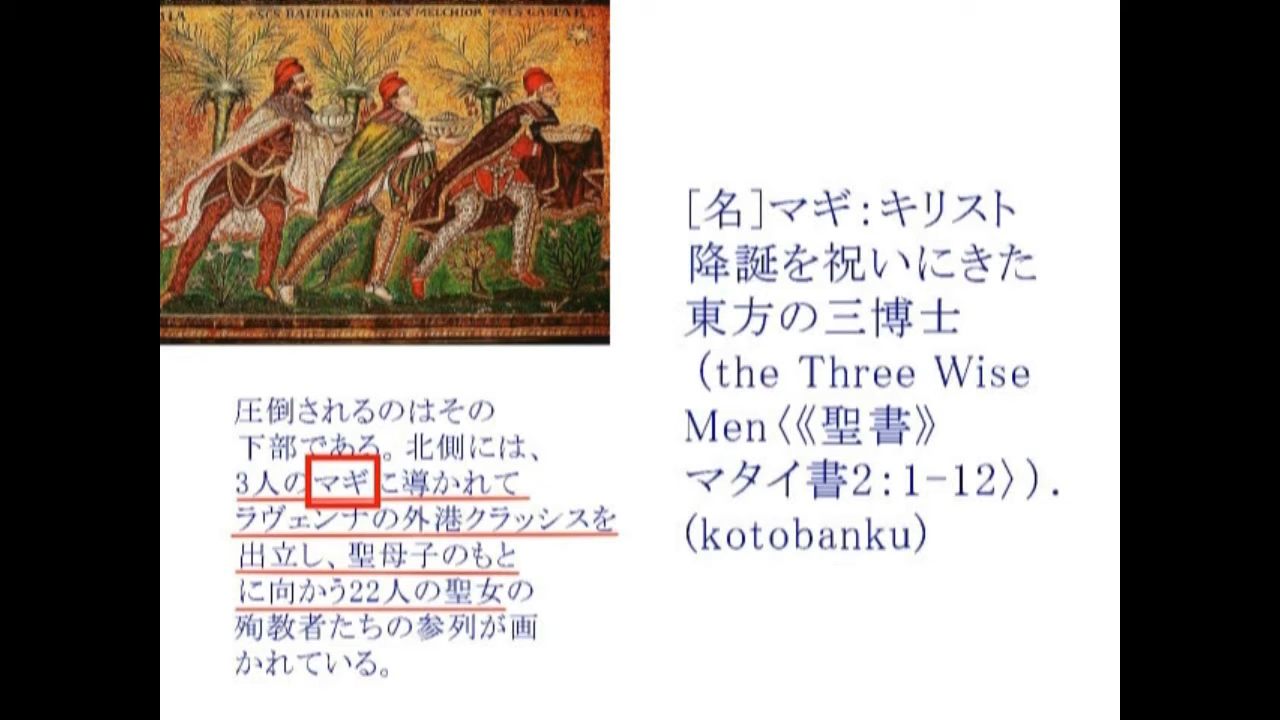 SCS BALTHASSAR SCS MELCHIOR
圧倒されるのはその
下部である。北側には、
3人のマギに導かれて
ラヴェンナの外港クラッシスを
出立し、聖母子のもと
に向かう22人の聖女の
殉教者たちの参列が画
かれている。
[名]マギ:キリスト
降誕を祝いにきた
東方の三博士
(the Three Wise
Men〈《聖書》
マタイ書2:1-12〉).
(kotobanku)